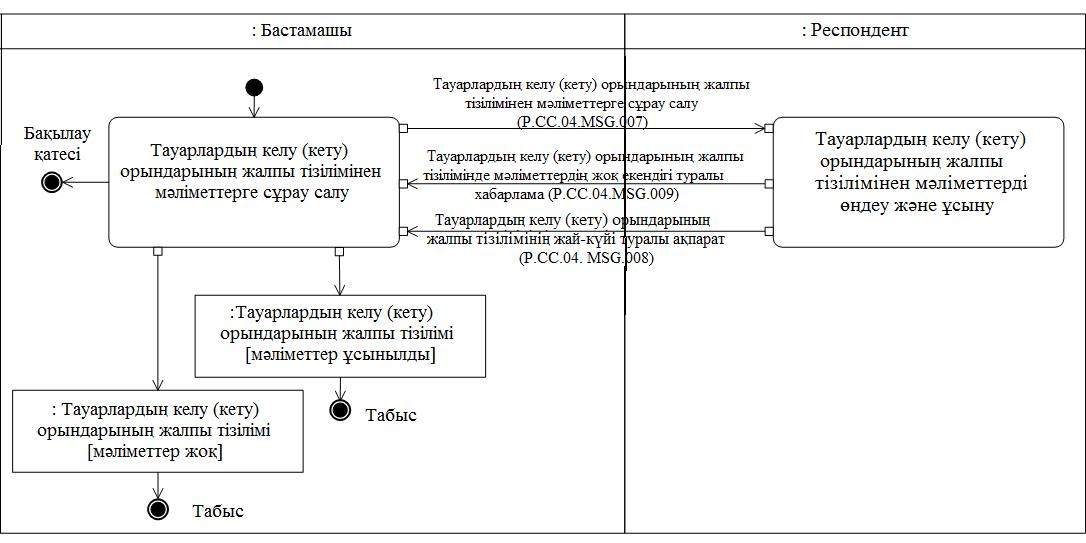 : Бастамашы
: Респондент
Тауарлардың келу (кету) орындарының жалпы
тізілімінен мәліметтерге сұрау салу
(P.CC.04.MSG.007)
Бақылау
қатесі
Тауарлардың келу (кету)
орындарының жалпы тізілімінен
мәліметтерге сұрау салу
Тауарлардың келу (кету) орындарының жалпы
тізілімінде мәліметтердің жоқ екендігі туралы
хабарлама (P.CC.04.MSG.009)
Тауарлардың келу (кету) орындарының
жалпы тізілімінің жай-күйі туралы ақпарат
(P.CC.04. MSG.008)
Тауарлардың келу (кету)
орындарының жалпы
тізілімінен мәліметтерді
өңдеу және ұсыну
:Тауарлардың келу (кету)
орындарының жалпы тізілімі
[мәліметтер ұсынылды]
Табыс
: Тауарлардың келу (кету)
орындарының жалпы тізілімі
[мәліметтер жоқ]
Табыс